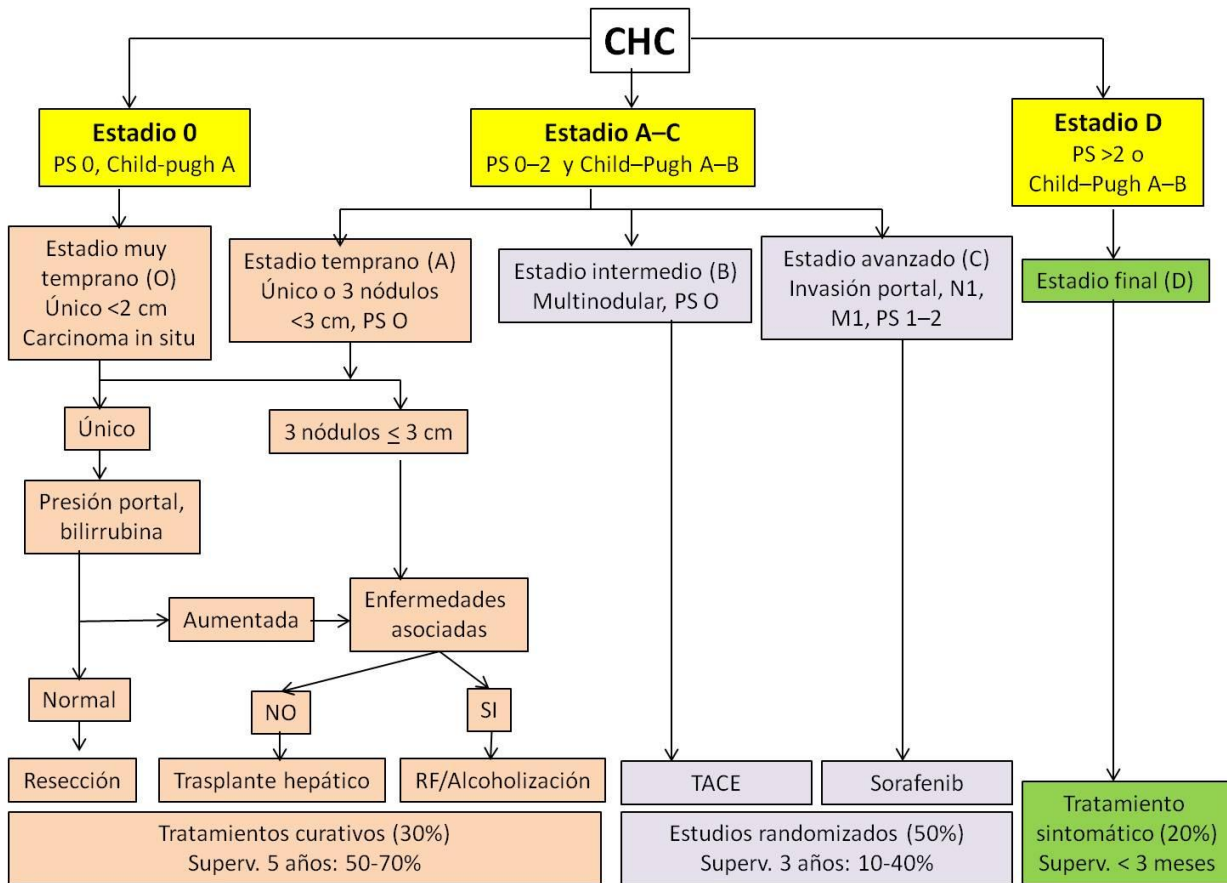 CHC
Estadio 0
PS 0, Child-pugh A
Estadio A–C
PS 0–2 y Child–Pugh A–B
Estadio D
PS >2 o
Child–Pugh A–B
Estadio muy
temprano (O)
Único <2 cm
Carcinoma in situ
Estadio temprano (A)
Único o 3 nódulos
<3 cm, PS O
Estadio intermedio (B)
Multinodular, PS O
Estadio avanzado (C)
Invasión portal, N1,
M1, PS 1–2
Estadio final (D)
Único
3 nódulos ≤ 3 cm
Presión portal,
bilirrubina
Aumentada
Enfermedades
asociadas
Normal
NO
SI
Resección
Trasplante hepático
RF/Alcoholización
TACE
Sorafenib
Tratamiento
sintomático (20%)
Superv. < 3 meses
Tratamientos curativos (30%)
Superv. 5 años: 50-70%
Estudios randomizados (50%)
Superv. 3 años: 10-40%